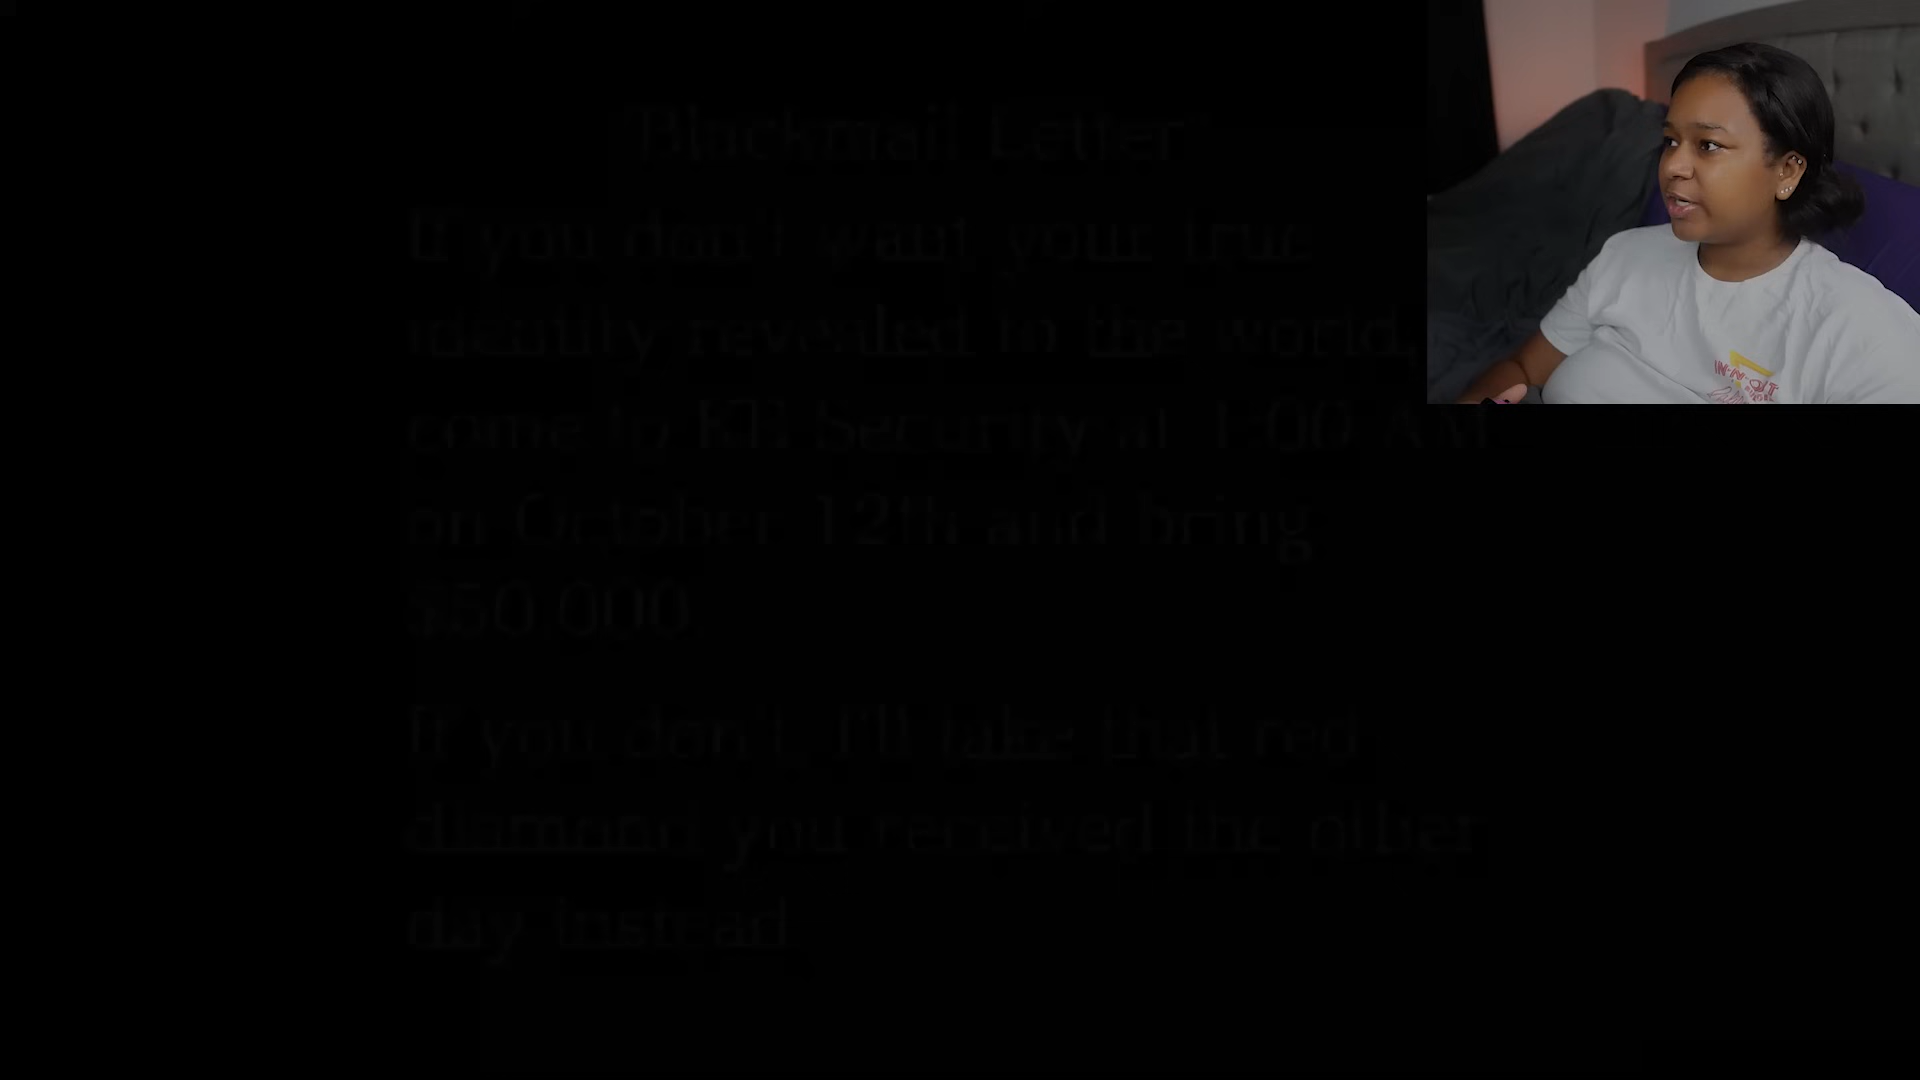 "Blackmail Letter"
If you don't want your true
identity revealed to the world,
come to KB Security at 1:00 AM
on October 12th and bring
$50,000.
If you don't, I'll take that red
diamond you received the other
day instead.
IN-N-OUT